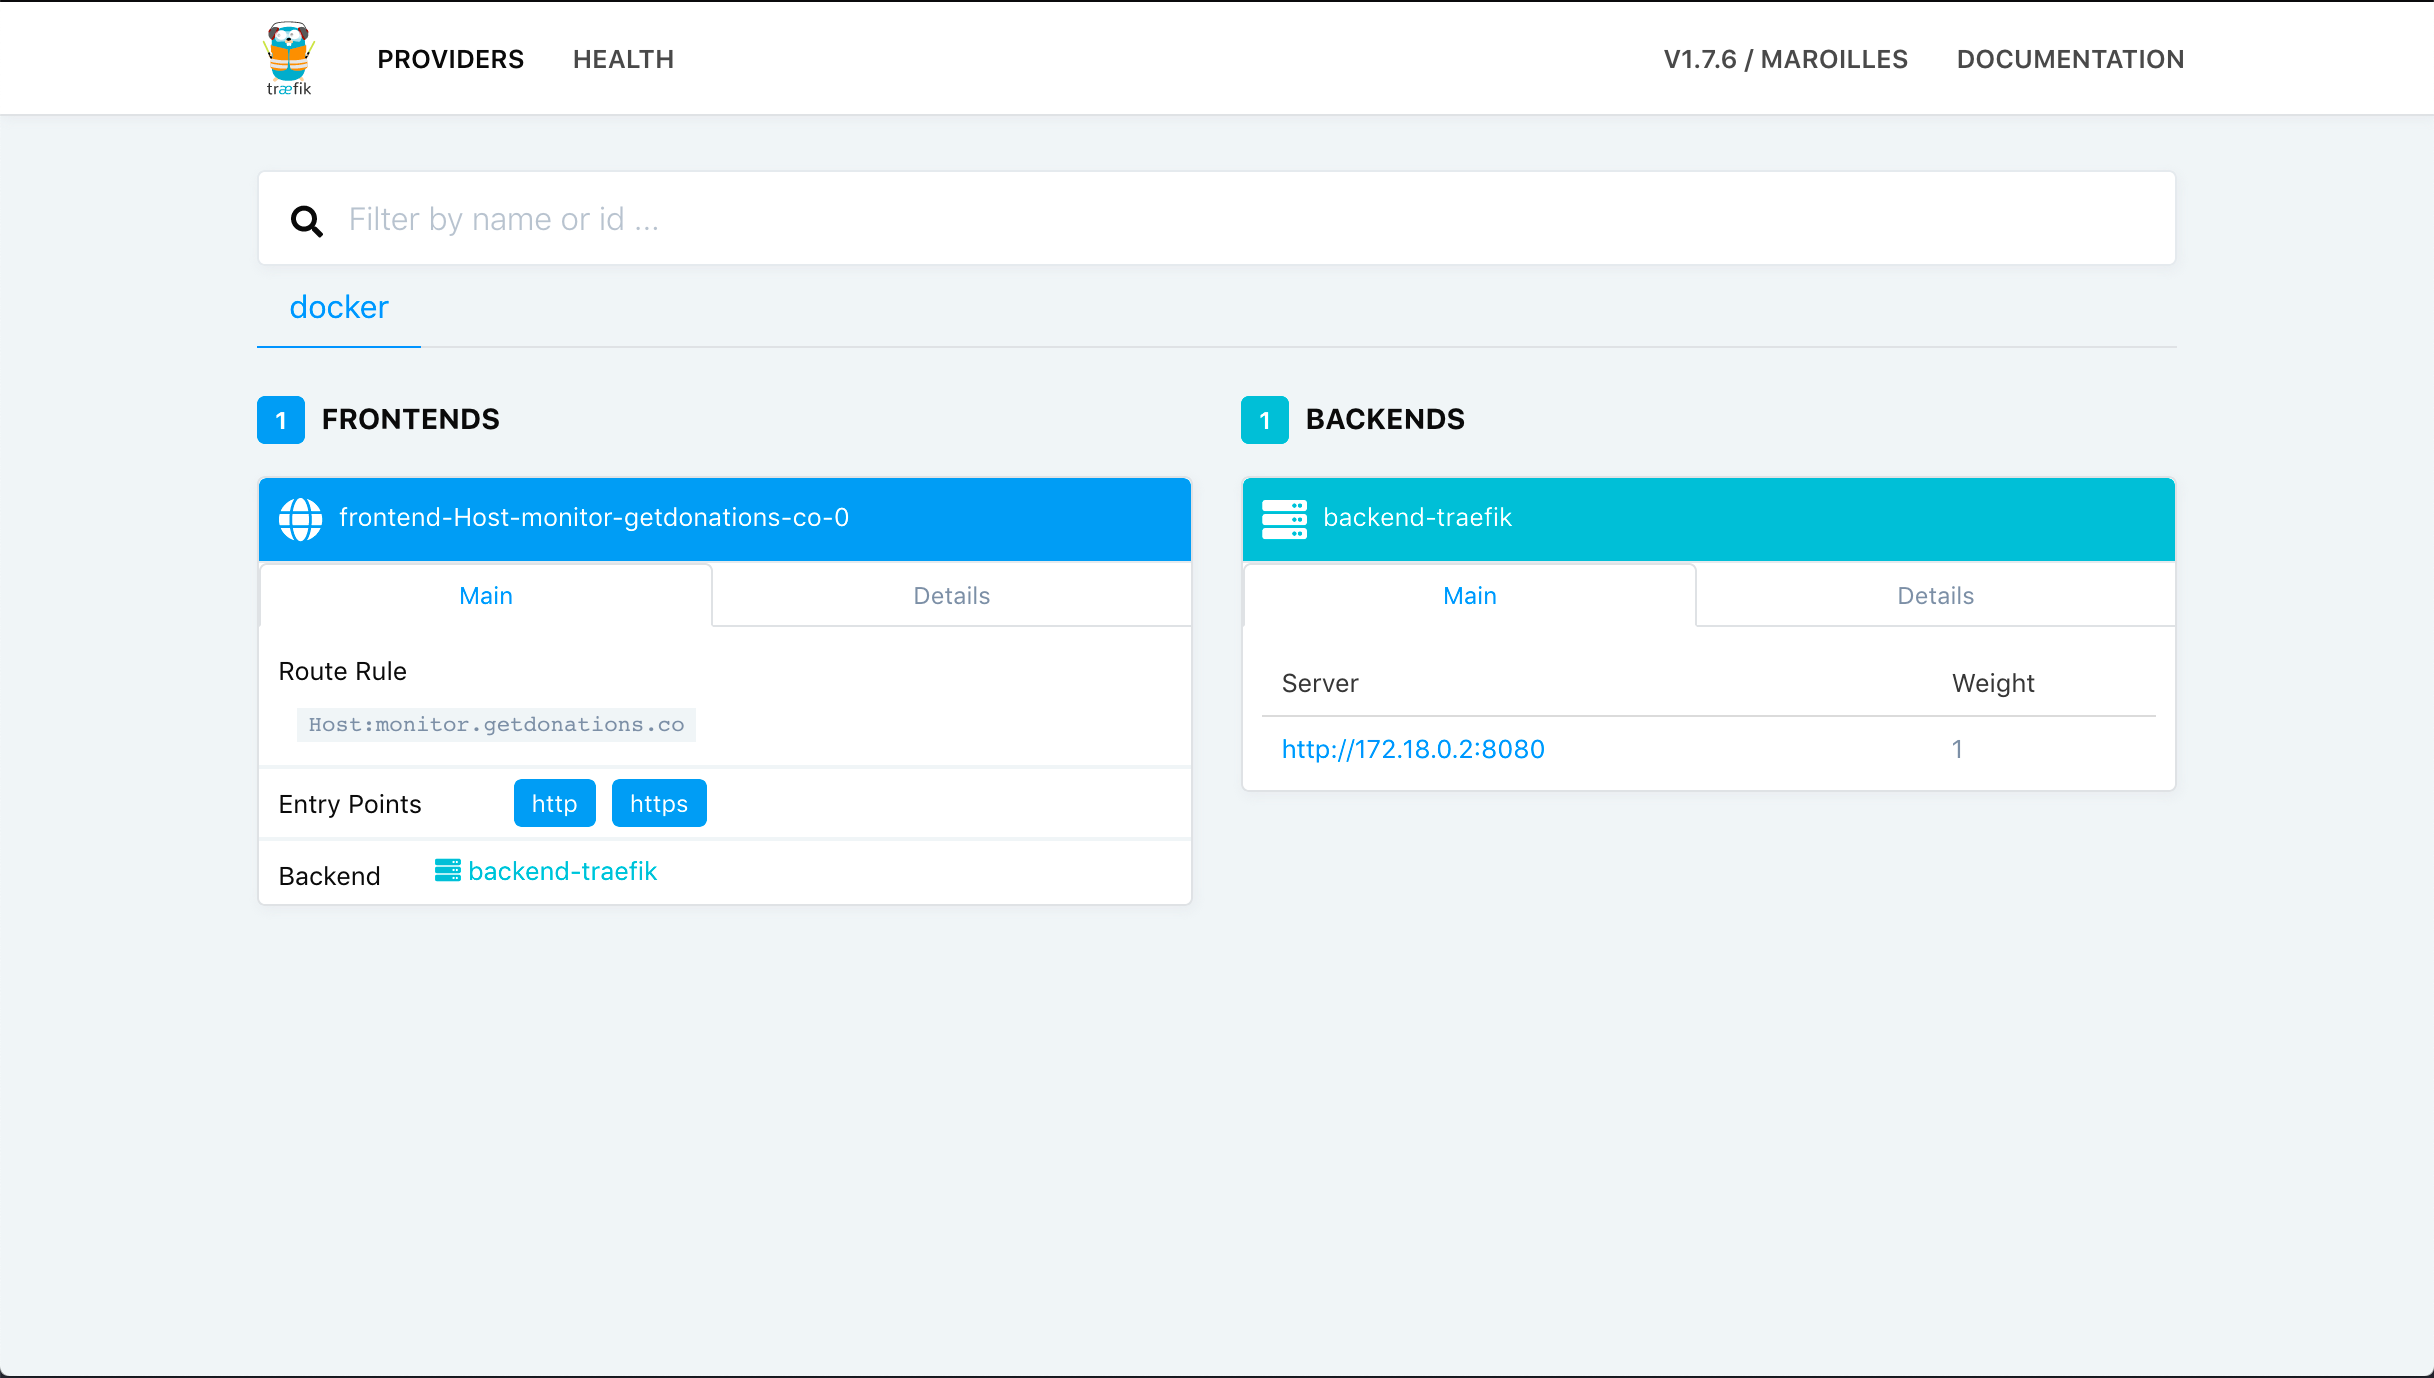 træfik
PROVIDERS
HEALTH
V1.7.6 / MAROILLES
DOCUMENTATION
Filter by name or id ...
docker
1 FRONTENDS
frontend-Host-monitor-getdonations-co-0
Main
Details
Route Rule
Host:monitor.getdonations.co
Entry Points http https
Backend backend-traefik
1 BACKENDS
backend-traefik
Main
Details
Server Weight
http://172.18.0.2:8080 1